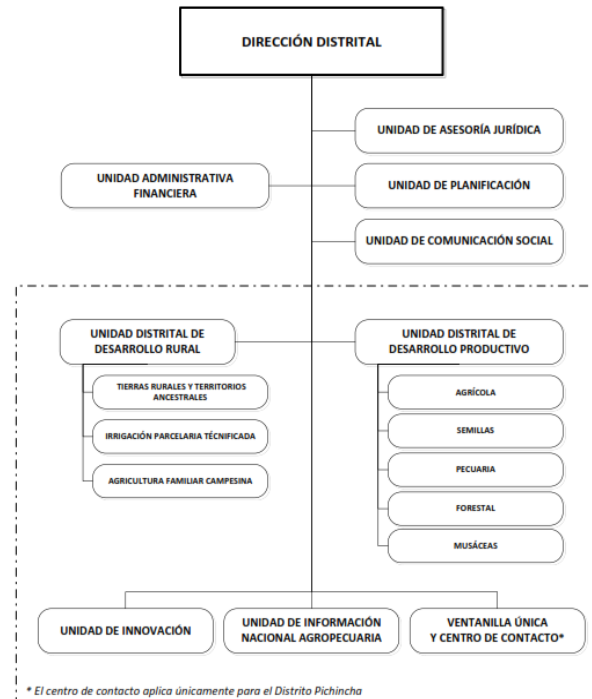 DIRECCIÓN DISTRITAL
UNIDAD DE ASESORÍA JURÍDICA
UNIDAD ADMINISTRATIVA
FINANCIERA
UNIDAD DE PLANIFICACIÓN
UNIDAD DE COMUNICACIÓN SOCIAL
UNIDAD DISTRITAL DE
DESARROLLO RURAL
TIERRAS RURALES Y TERRITORIOS
ANCESTRALES
IRRIGACIÓN PARCELARIA TÉCNIFICADA
AGRICULTURA FAMILIAR CAMPESINA
UNIDAD DISTRITAL DE
DESARROLLO PRODUCTIVO
AGRÍCOLA
SEMILLAS
PECUARIA
FORESTAL
MUSÁCEAS
UNIDAD DE INNOVACIÓN
UNIDAD DE INFORMACIÓN
NACIONAL AGROPECUARIA
VENTANILLA ÚNICA
Y CENTRO DE CONTACTO*
* El centro de contacto aplica únicamente para el Distrito Pichincha